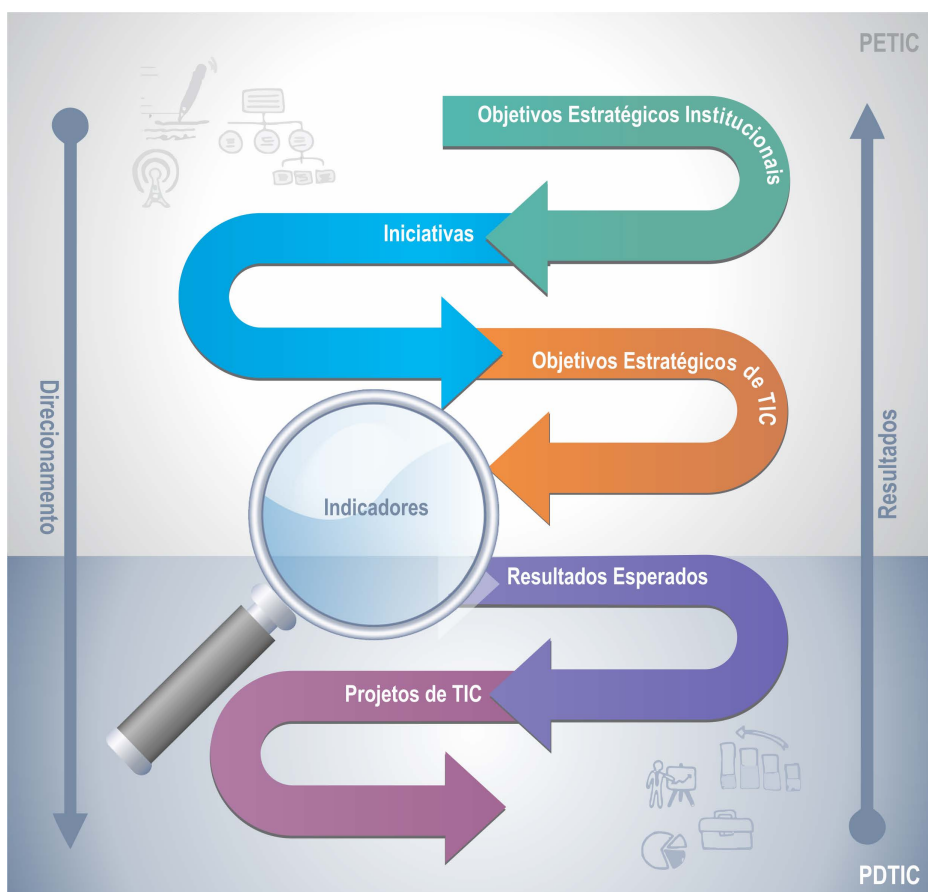 PETIC
Objetivos Estratégicos Institucionais
Iniciativas
Objetivos Estratégicos de TIC
Direcionamento
Resultados
Indicadores
Resultados Esperados
Projetos de TIC
PDTIC